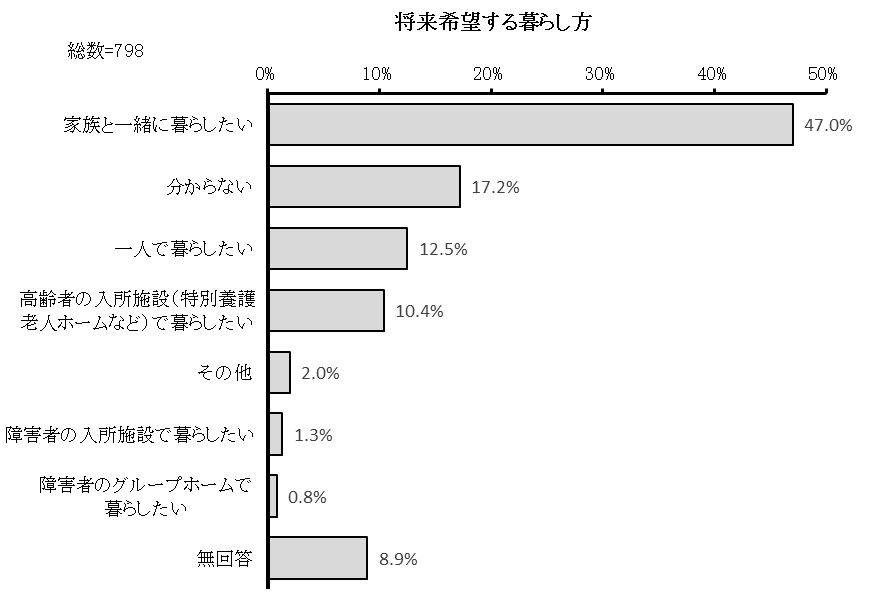 将来希望する暮らし方
総数=798
0% 10% 20% 30% 40% 50%
家族と一緒に暮らしたい 47.0%
分からない 17.2%
一人で暮らしたい 12.5%
高齢者の入所施設(特別養護
老人ホームなど)で暮らしたい 10.4%
その他 2.0%
障害者の入所施設で暮らしたい 1.3%
障害者のグループホームで
暮らしたい 0.8%
無回答 8.9%